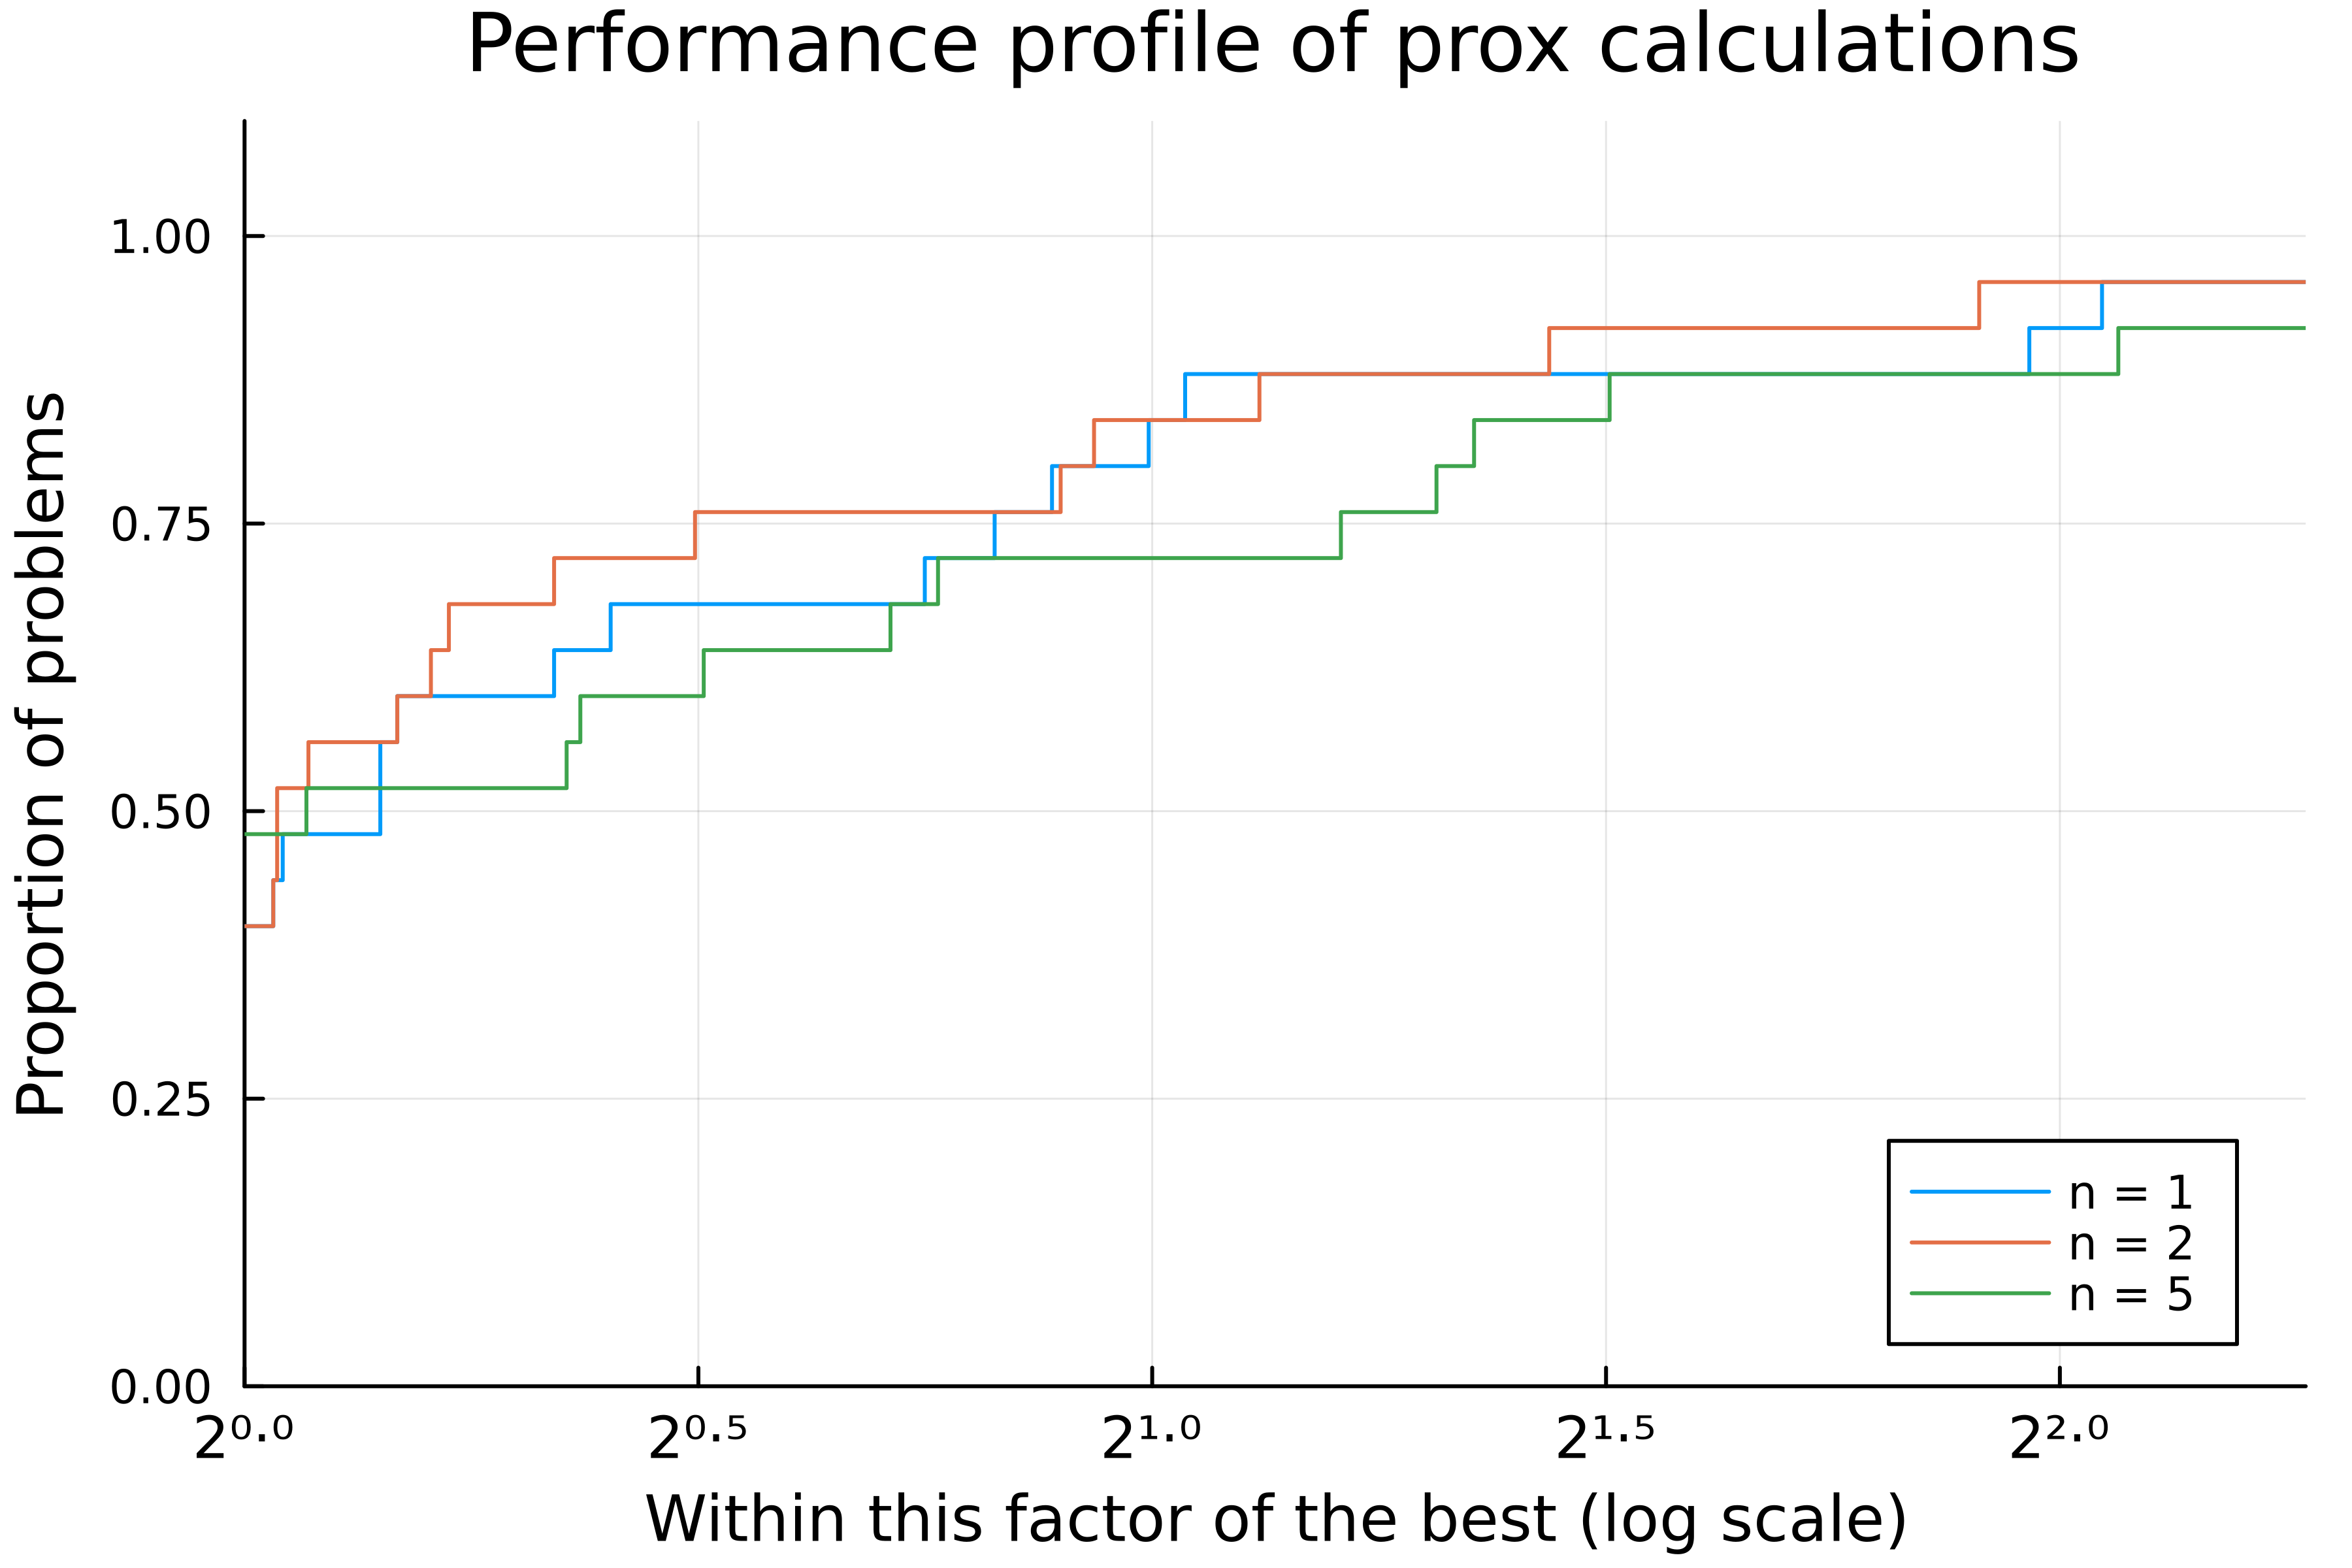 Performance profile of prox calculations
Proportion of problems
1.00
0.75
0.50
0.25
0.00
2⁰·⁰
2⁰·⁵
2¹·⁰
2¹·⁵
2²·⁰
Within this factor of the best (log scale)
n = 1
n = 2
n = 5